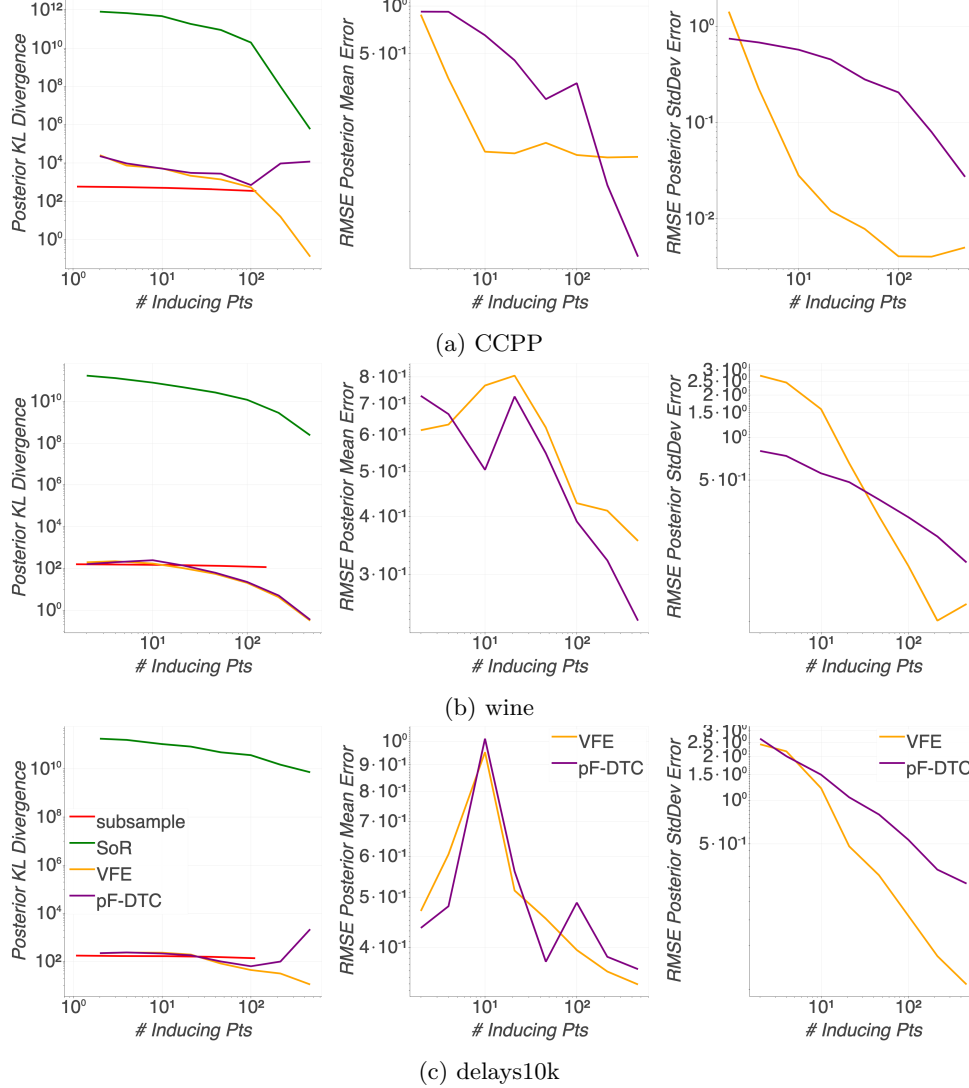 10¹²
10¹⁰
10⁸
10⁶
10⁴
10²
10⁰
Posterior KL Divergence
10⁰ 10¹ 10²
# Inducing Pts
10⁰
5·10⁻¹
RMSE Posterior Mean Error
10¹ 10²
# Inducing Pts
10⁰
10⁻¹
10⁻²
RMSE Posterior StdDev Error
10¹ 10²
# Inducing Pts
(a) CCPP
10¹⁰
10⁸
10⁶
10⁴
10²
10⁰
Posterior KL Divergence
10¹ 10²
# Inducing Pts
8·10⁻¹
7·10⁻¹
6·10⁻¹
5·10⁻¹
4·10⁻¹
3·10⁻¹
RMSE Posterior Mean Error
10¹ 10²
# Inducing Pts
3·10⁰
2.5·10⁰
1.5·10⁰
10⁰
5·10⁻¹
RMSE Posterior StdDev Error
10¹ 10²
# Inducing Pts
(b) wine
10¹⁰
10⁸
10⁶
10⁴
10²
Posterior KL Divergence
subsample
SoR
VFE
pF-DTC
10⁰ 10¹ 10²
# Inducing Pts
10⁰
9·10⁻¹
8·10⁻¹
7·10⁻¹
6·10⁻¹
5·10⁻¹
4·10⁻¹
RMSE Posterior Mean Error
VFE
pF-DTC
10¹ 10²
# Inducing Pts
3·10⁰
2.5·10⁰
1.5·10⁰
10⁰
5·10⁻¹
RMSE Posterior StdDev Error
VFE
pF-DTC
10¹ 10²
# Inducing Pts
(c) delays10k